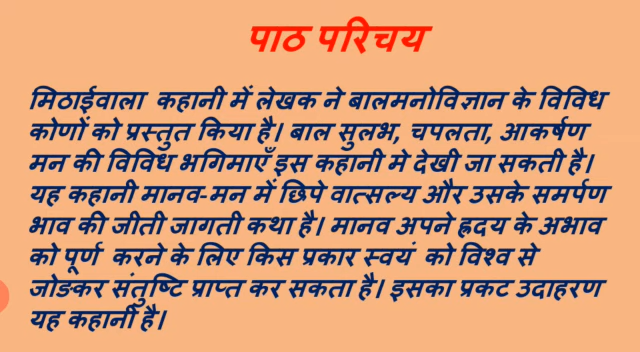 पाठ परिचय
मिठाईवाला कहानी में लेखक ने बालमनोविज्ञान के विविध
कोणों को प्रस्तुत किया है। बाल सुलभ, चपलता, आकर्षण
मन की विविध भगिमाएँ इस कहानी मे देखी जा सकती है।
यह कहानी मानव-मन में छिपे वात्सल्य और उसके समर्पण
भाव की जीती जागती कथा है। मानव अपने ह्रदय के अभाव
को पूर्ण करने के लिए किस प्रकार स्वयं को विश्व से
जोङकर संतुष्टि प्राप्त कर सकता है। इसका प्रकट उदाहरण
यह कहानी है।